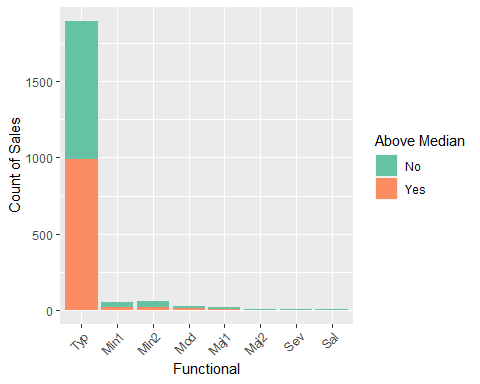 1500
1000
500
0
Count of Sales
Typ
Min1
Min2
Mod
Maj1
Maj2
Sev
Sal
Functional
Above Median
No
Yes